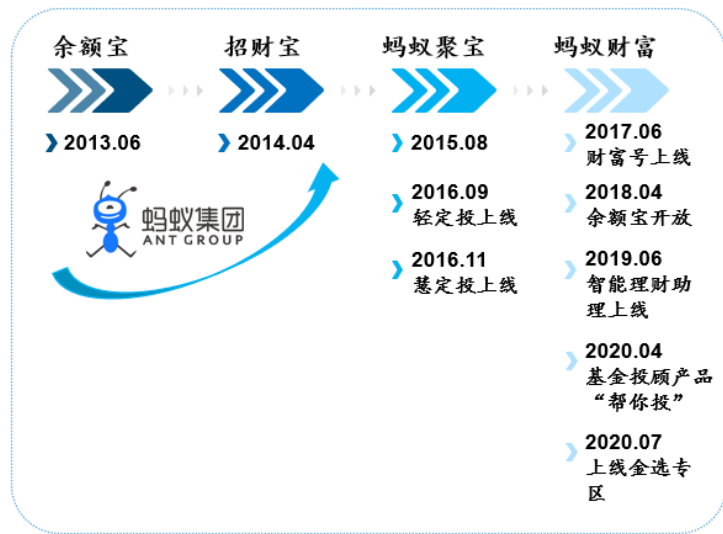 余额宝
招财宝
蚂蚁聚宝
蚂蚁财富
2013.06
2014.04
2015.08
2016.09
轻定投上线
2016.11
慧定投上线
2017.06
财富号上线
2018.04
余额宝开放
2019.06
智能理财助
理上线
2020.04
基金投顾产品
“帮你投”
2020.07
上线金选专
区
蚂蚁集团
ANT GROUP